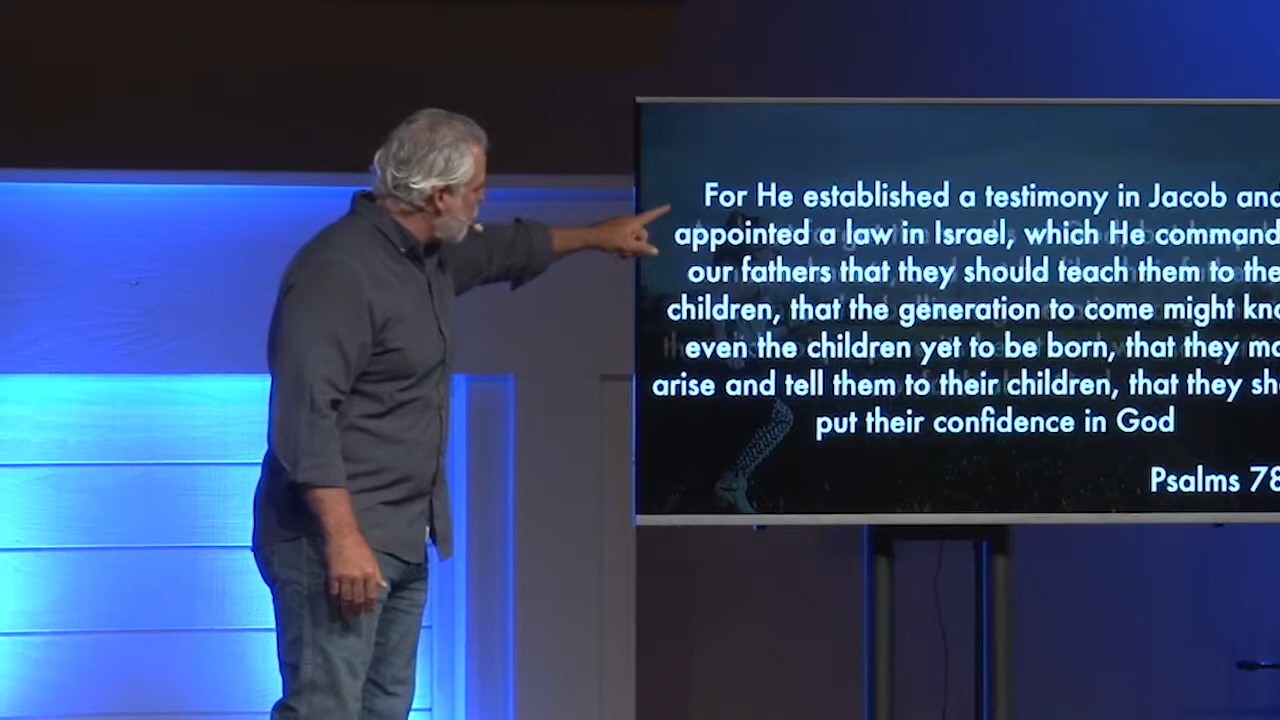 For He established a testimony in Jacob and
appointed a law in Israel, which He command
our fathers that they should teach them to the
children, that the generation to come might kno
even the children yet to be born, that they ma
arise and tell them to their children, that they sh
put their confidence in God
Psalms 78